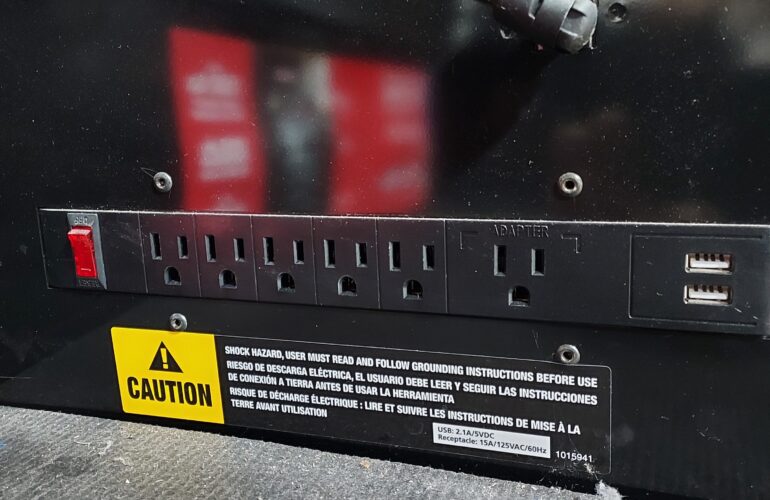 ADAPTER
CAUTION
SHOCK HAZARD, USER MUST READ AND FOLLOW GROUNDING INSTRUCTIONS BEFORE USE
RIESGO DE DESCARGA ELÉCTRICA, EL USUARIO DEBE LEER Y SEGUIR LAS INSTRUCCIONES
DE CONEXIÓN A TIERRA ANTES DE USAR LA HERRAMIENTA
RISQUE DE DÉCHARGE ÉLECTRIQUE : LIRE ET SUIVRE LES INSTRUCTIONS DE MISE À LA
TERRE AVANT UTILISATION
USB: 2.1A/5VDC
Receptacle: 15A/125VAC/60Hz
1015941